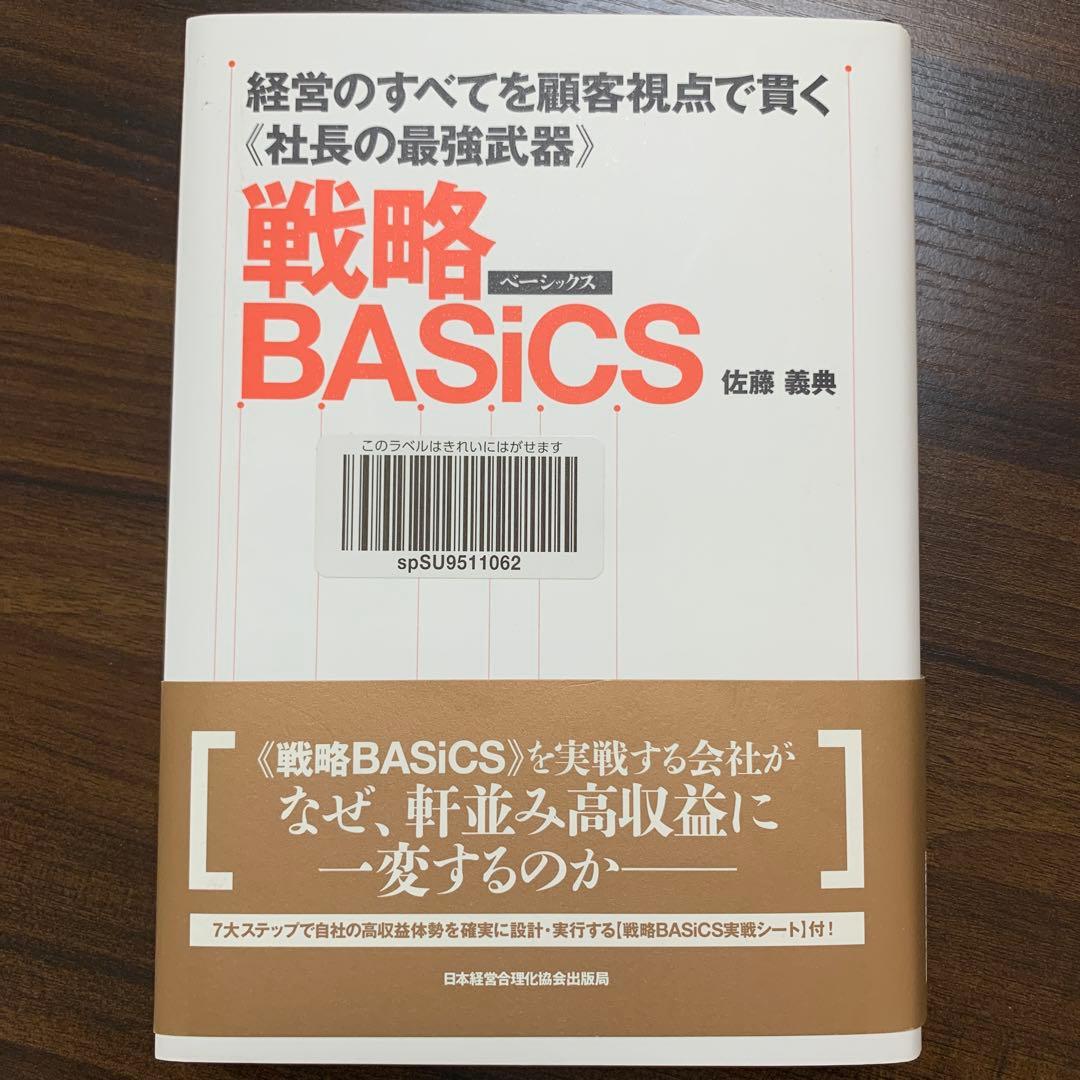 経営のすべてを顧客視点で貫く
《社長の最強武器》
戦略
ベーシックス
BASiCS
佐藤 義典
このラベルはきれいにはがせます
spSU9511062
《戦略BASiCS》を実戦する会社が
なぜ、軒並み高収益に
一変するのか――
7大ステップで自社の高収益体勢を確実に設計・実行する【戦略BASiCS実戦シート】付!
日本経営合理化協会出版局